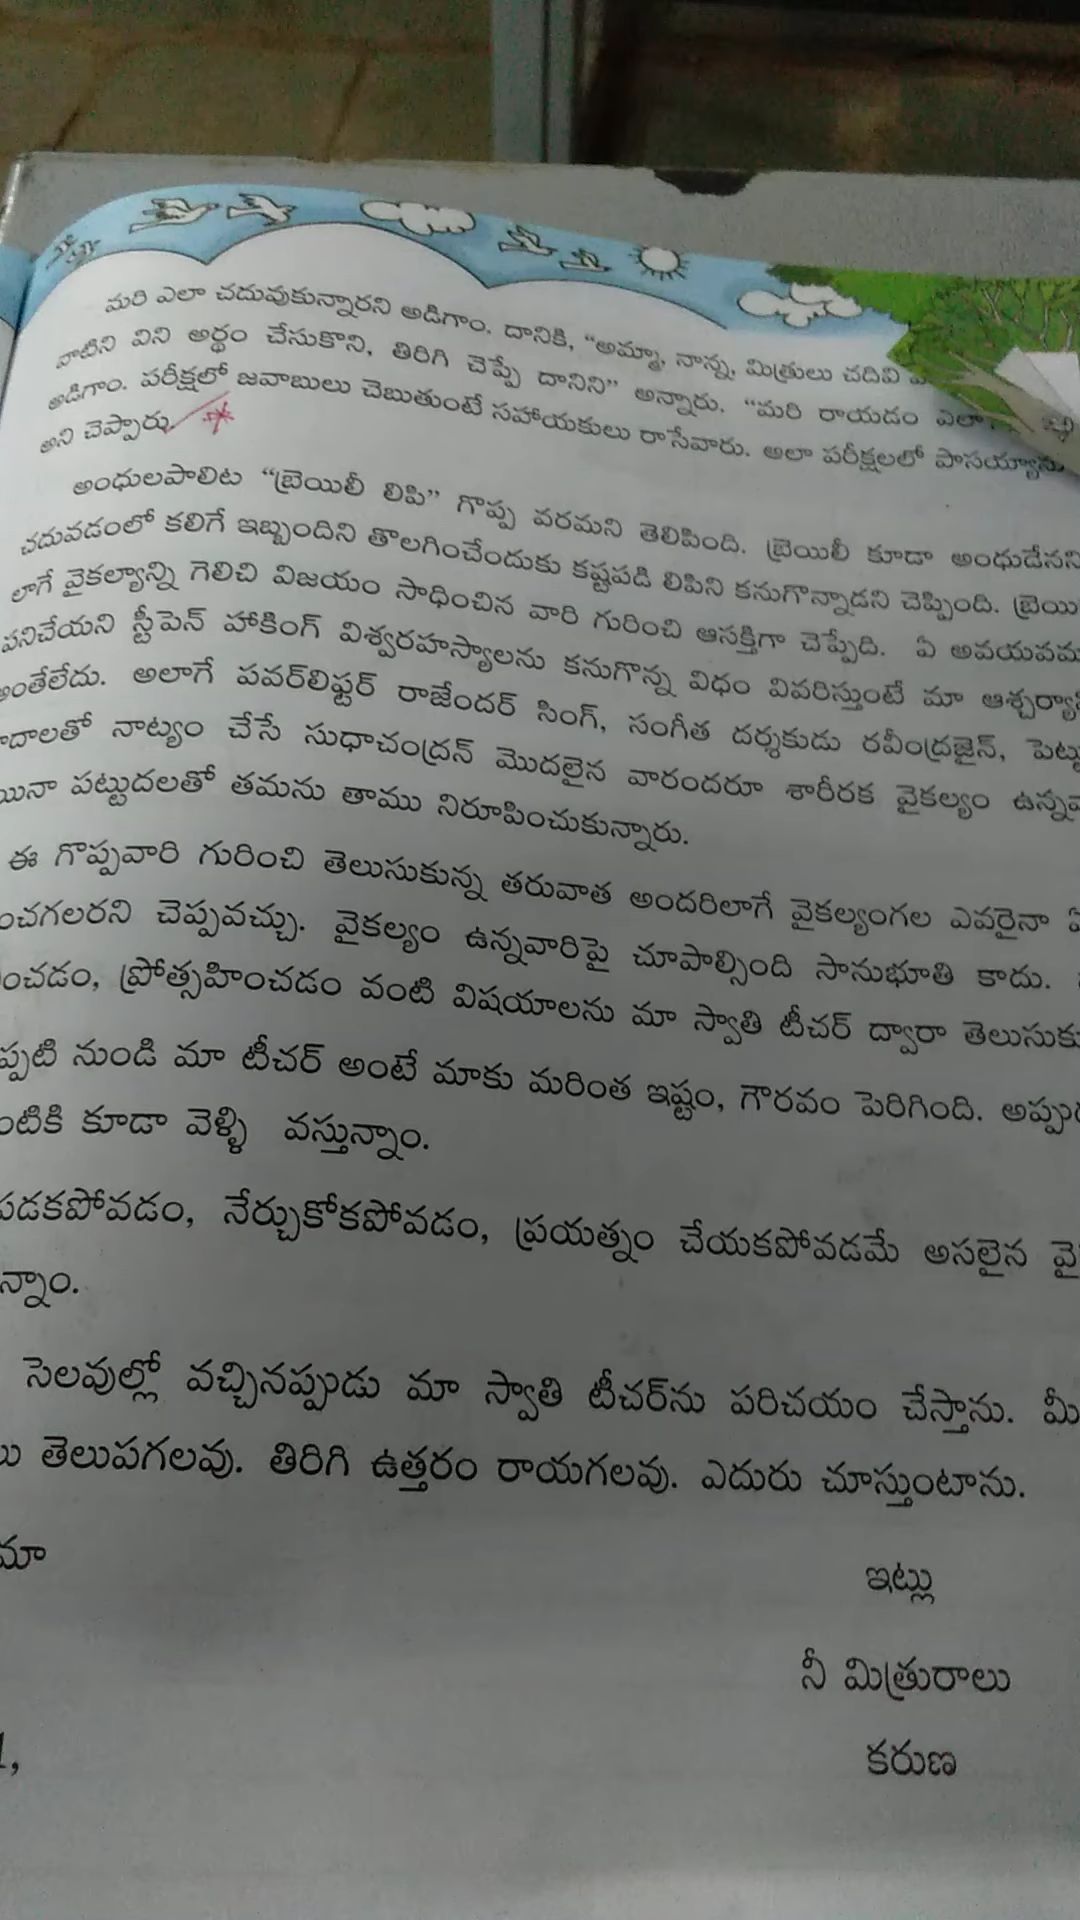 మరి ఎలా చదువుకున్నారని అడిగాం. దానికి, “అమ్మా, నాన్న, మిత్రులు చదివి
వాటిని విని అర్థం చేసుకొని, తిరిగి చెప్పే దానిని” అన్నారు. “మరి రాయడం ఎలా
అడిగాం. పరీక్షలో జవాబులు చెబుతుంటే సహాయకులు రాసేవారు. అలా పరీక్షలలో పాసయ్యాను
అని చెప్పారు.
అంధులపాలిట “బ్రెయిలీ లిపి” గొప్ప వరమని తెలిపింది. బ్రెయిలీ కూడా అంధుడేనని
చదువడంలో కలిగే ఇబ్బందిని తొలగించేందుకు కష్టపడి లిపిని కనుగొన్నాడని చెప్పింది. బ్రెయి
లాగే వైకల్యాన్ని గెలిచి విజయం సాధించిన వారి గురించి ఆసక్తిగా చెప్పేది. ఏ అవయవమ
పనిచేయని స్టీపెన్ హాకింగ్ విశ్వరహస్యాలను కనుగొన్న విధం వివరిస్తుంటే మా ఆశ్చర్యా
అంతేలేదు. అలాగే పవర్‌లిఫ్టర్ రాజేందర్ సింగ్, సంగీత దర్శకుడు రవీంద్రజైన్, పెట్టు
ాదాలతో నాట్యం చేసే సుధాచంద్రన్ మొదలైన వారందరూ శారీరక వైకల్యం ఉన్న
యినా పట్టుదలతో తమను తాము నిరూపించుకున్నారు.
ఈ గొప్పవారి గురించి తెలుసుకున్న తరువాత అందరిలాగే వైకల్యంగల ఎవరైనా
ంచగలరని చెప్పవచ్చు. వైకల్యం ఉన్నవారిపై చూపాల్సింది సానుభూతి కాదు.
ంచడం, ప్రోత్సహించడం వంటి విషయాలను మా స్వాతి టీచర్ ద్వారా తెలుసుకు
ప్పటి నుండి మా టీచర్ అంటే మాకు మరింత ఇష్టం, గౌరవం పెరిగింది. అప్పు
ంటికి కూడా వెళ్ళి వస్తున్నాం.
పడకపోవడం, నేర్చుకోకపోవడం, ప్రయత్నం చేయకపోవడమే అసలైన వై
న్నాం.
సెలవుల్లో వచ్చినప్పుడు మా స్వాతి టీచర్‌ను పరిచయం చేస్తాను. మీ
లు తెలుపగలవు. తిరిగి ఉత్తరం రాయగలవు. ఎదురు చూస్తుంటాను.
మా
ఇట్లు
నీ మిత్రురాలు
కరుణ